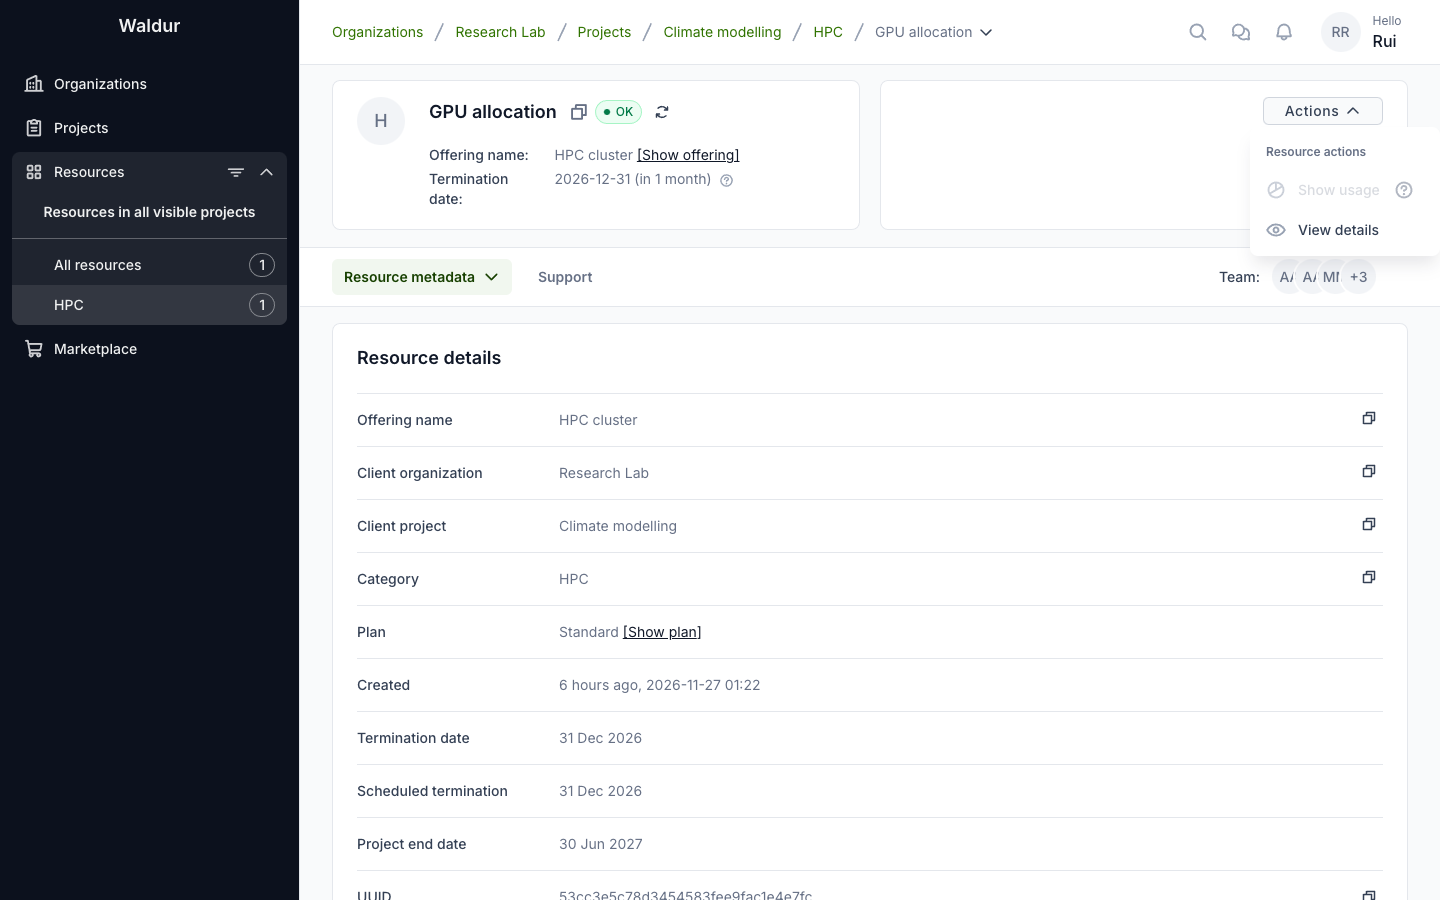 Waldur
Organizations
Projects
Resources
Resources in all visible projects
All resources 1
HPC 1
Marketplace
Organizations / Research Lab / Projects / Climate modelling / HPC / GPU allocation
RR
Hello
Rui
H
GPU allocation
OK
Offering name: HPC cluster [Show offering]
Termination date: 2026-12-31 (in 1 month)
Actions
Resource actions
Show usage
View details
Resource metadata
Support
Team:
+3
Resource details
Offering name HPC cluster
Client organization Research Lab
Client project Climate modelling
Category HPC
Plan Standard [Show plan]
Created 6 hours ago, 2026-11-27 01:22
Termination date 31 Dec 2026
Scheduled termination 31 Dec 2026
Project end date 30 Jun 2027
UUID 53cc3e5c78d3454583fee9fac1e4e7fc